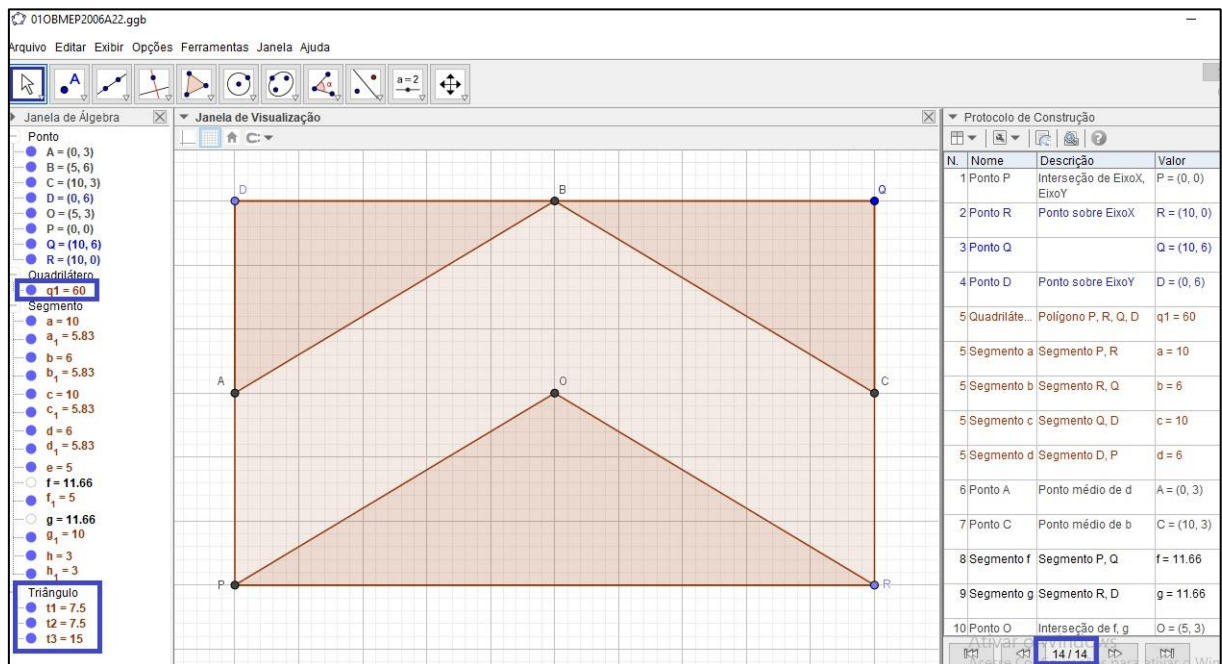 01OBMEP2006A22.ggb
Arquivo Editar Exibir Opções Ferramentas Janela Ajuda
A
α
a=2
Janela de Álgebra
Ponto
A = (0, 3)
B = (5, 6)
C = (10, 3)
D = (0, 6)
O = (5, 3)
P = (0, 0)
Q = (10, 6)
R = (10, 0)
Quadrilátero
q1 = 60
Segmento
a = 10
a₁ = 5.83
b = 6
b₁ = 5.83
c = 10
c₁ = 5.83
d = 6
d₁ = 5.83
e = 5
f = 11.66
f₁ = 5
g = 11.66
g₁ = 10
h = 3
h₁ = 3
Triângulo
t1 = 7.5
t2 = 7.5
t3 = 15
Janela de Visualização
D B Q
A O C
P R
Protocolo de Construção
N. Nome Descrição Valor
1 Ponto P Interseção de EixoX, P = (0, 0)
EixoY
2 Ponto R Ponto sobre EixoX R = (10, 0)
3 Ponto Q Q = (10, 6)
4 Ponto D Ponto sobre EixoY D = (0, 6)
5 Quadriláte... Polígono P, R, Q, D q1 = 60
5 Segmento a Segmento P, R a = 10
5 Segmento b Segmento R, Q b = 6
5 Segmento c Segmento Q, D c = 10
5 Segmento d Segmento D, P d = 6
6 Ponto A Ponto médio de d A = (0, 3)
7 Ponto C Ponto médio de b C = (10, 3)
8 Segmento f Segmento P, Q f = 11.66
9 Segmento g Segmento R, D g = 11.66
10 Ponto O Interseção de f, g O = (5, 3)
Ativar o Windows
14 / 14